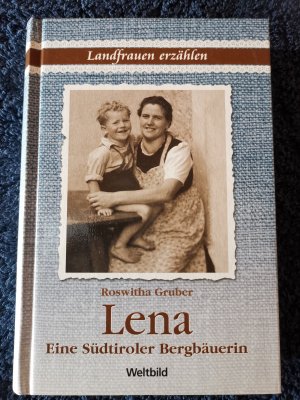 Landfrauen erzählen
Roswitha Gruber
Lena
Eine Südtiroler Bergbäuerin
Weltbild